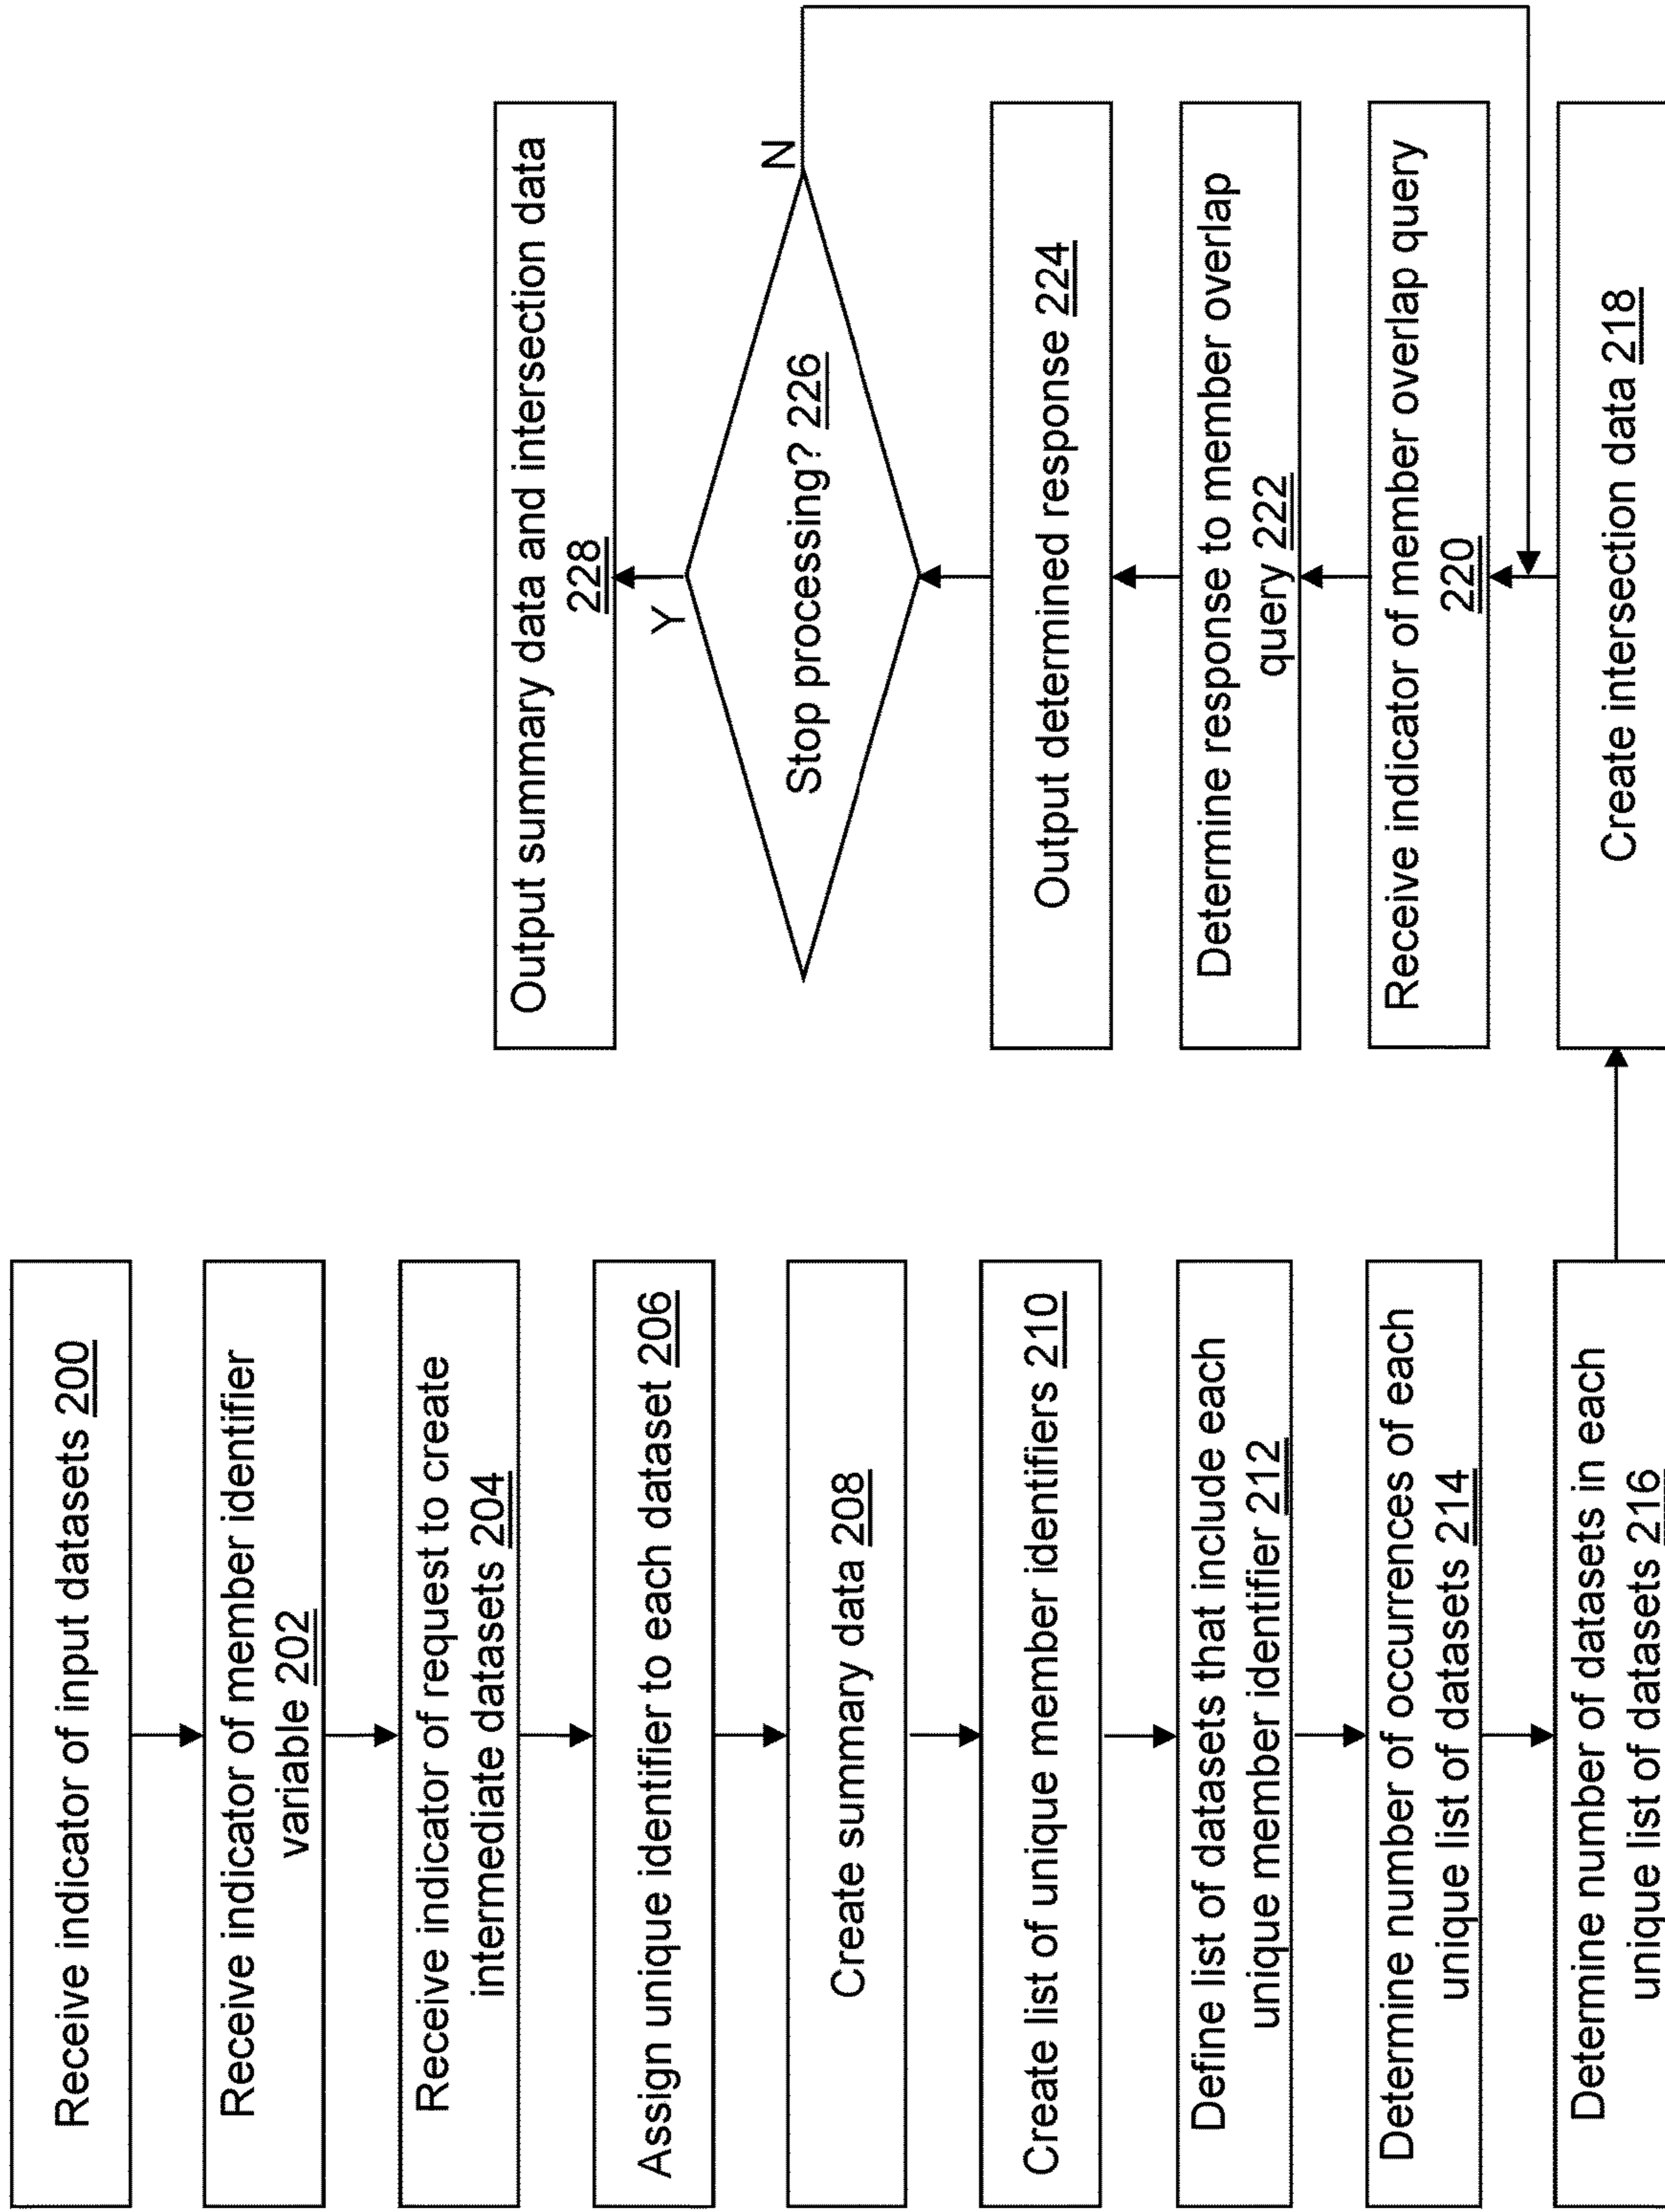 Receive indicator of input datasets 200
Receive indicator of member identifier
variable 202
Receive indicator of request to create
intermediate datasets 204
Assign unique identifier to each dataset 206
Create summary data 208
Create list of unique member identifiers 210
Define list of datasets that include each
unique member identifier 212
Determine number of occurrences of each
unique list of datasets 214
Determine number of datasets in each
unique list of datasets 216
Create intersection data 218
Receive indicator of member overlap query
220
Determine response to member overlap
query 222
Output determined response 224
Stop processing? 226
N
Y
Output summary data and intersection data
228